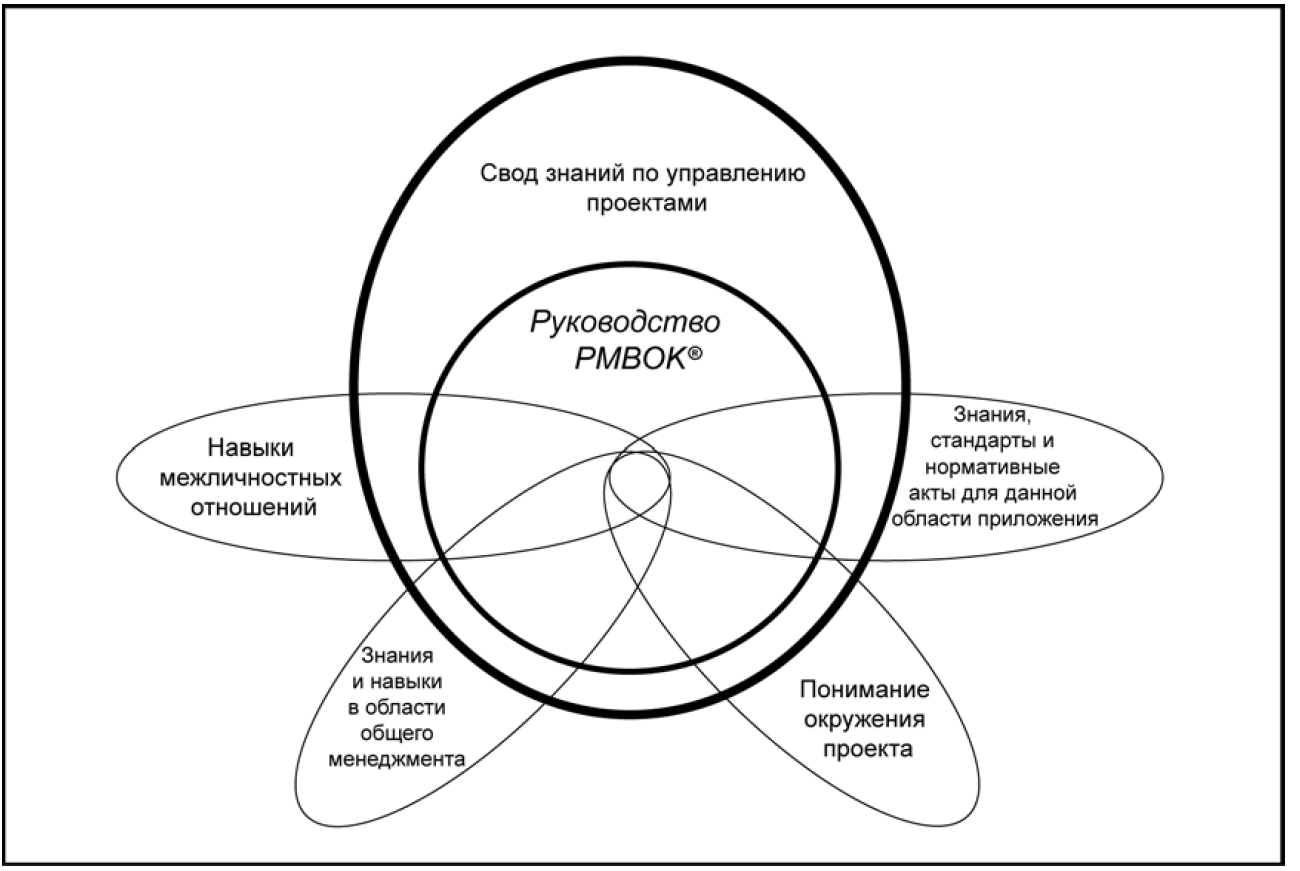 Свод знаний по управлению
проектами
Руководство
PMBOK®
Навыки
межличностных
отношений
Знания,
стандарты и
нормативные
акты для данной
области приложения
Знания
и навыки
в области
общего
менеджмента
Понимание
окружения
проекта